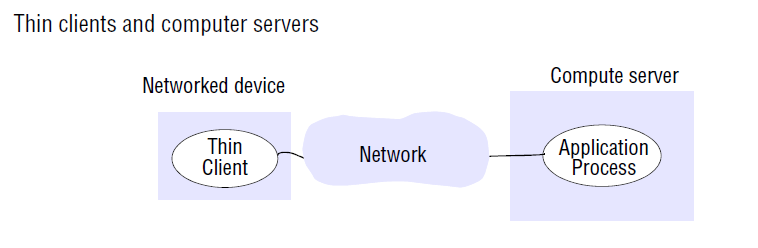 Thin clients and computer servers
Networked device
Compute server
Thin
Client
Network
Application
Process